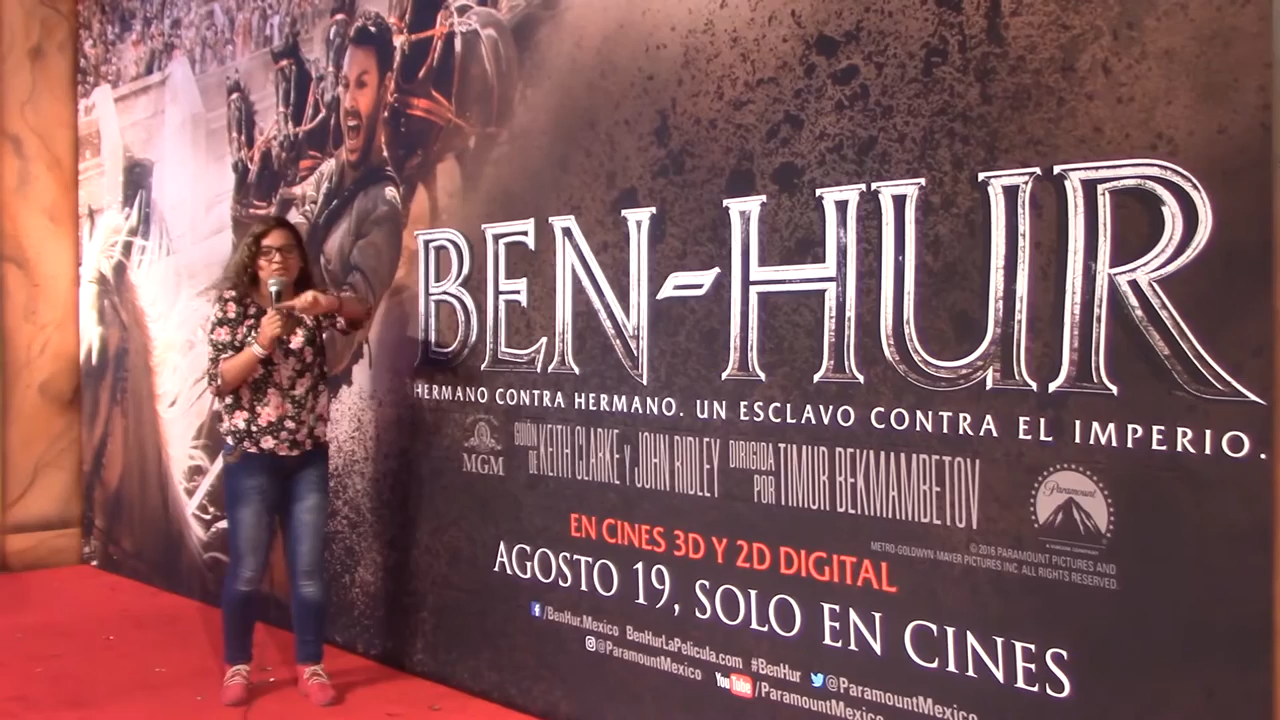 BEN-HUR
HERMANO CONTRA HERMANO. UN ESCLAVO CONTRA EL IMPERIO.
MGM
GUIÓN DE KEITH CLARKE Y JOHN RIDLEY DIRIGIDA POR TIMUR BEKMAMBETOV
Paramount
A VIACOM COMPANY
EN CINES 3D Y 2D DIGITAL
© 2016 PARAMOUNT PICTURES AND
METRO-GOLDWYN-MAYER PICTURES INC. ALL RIGHTS RESERVED.
AGOSTO 19, SOLO EN CINES
/BenHur.Mexico BenHurLaPelicula.com #BenHur @ParamountMexico
@ParamountMexico YouTube /ParamountMexico